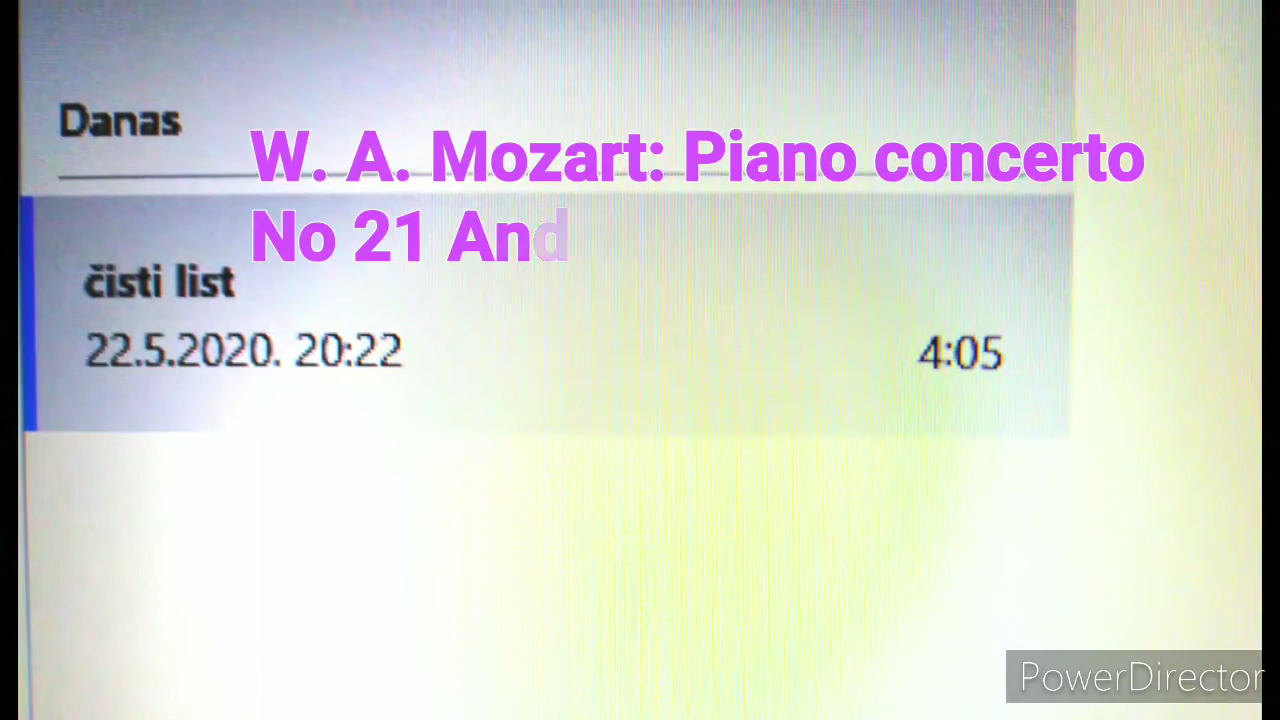 Danas
W. A. Mozart: Piano concerto
No 21 And
čisti list
22.5.2020. 20:22
4:05
PowerDirector